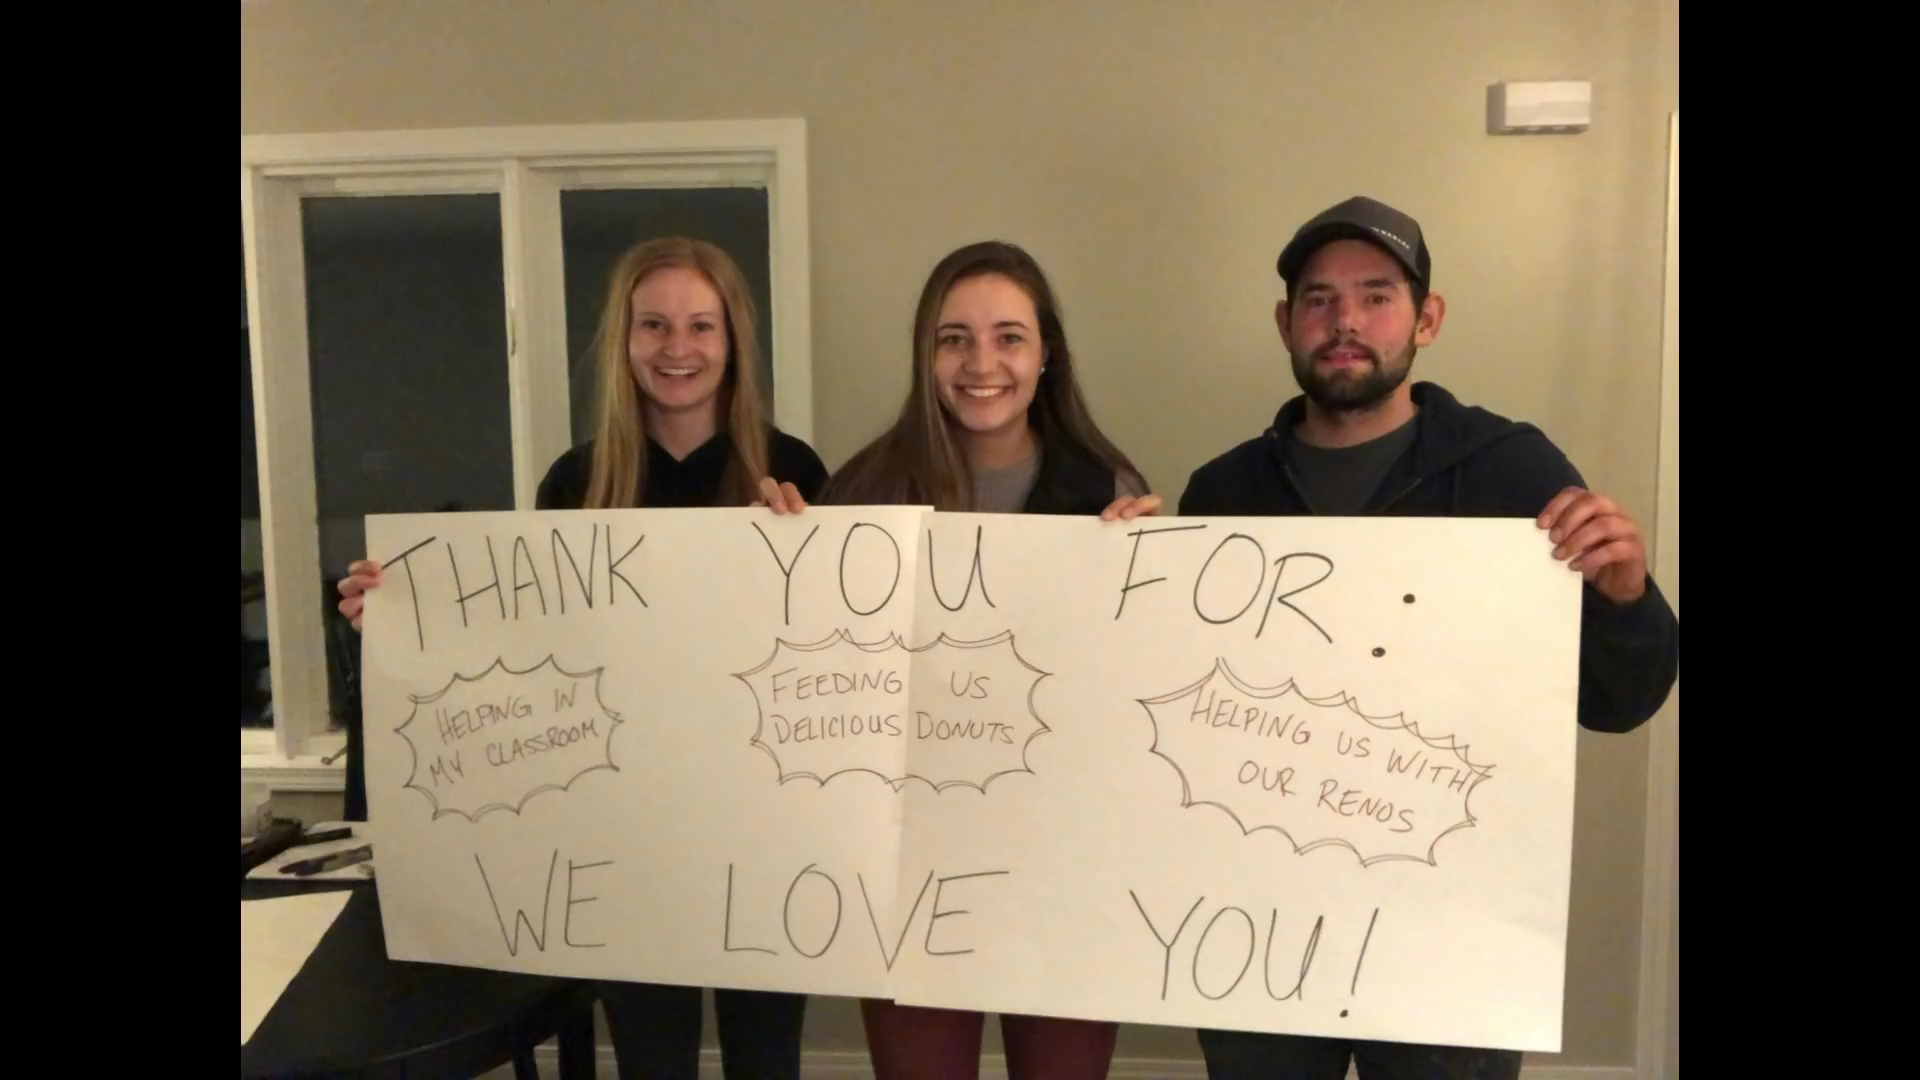 THANK YOU FOR:
HELPING IN
MY CLASSROOM
FEEDING US
DELICIOUS DONUTS
HELPING US WITH
OUR RENOS
WE LOVE YOU!